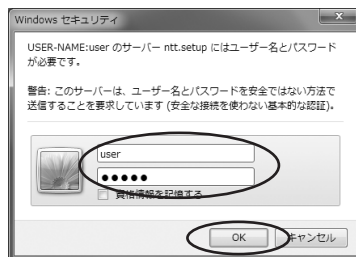 Windows セキュリティ
USER-NAME:user のサーバー ntt.setup にはユーザー名とパスワード
が必要です。
警告: このサーバーは、ユーザー名とパスワードを安全ではない方法で
送信することを要求しています (安全な接続を使わない基本的な認証)。
user
●●●●●
資格情報を記憶する
OK
キャンセル